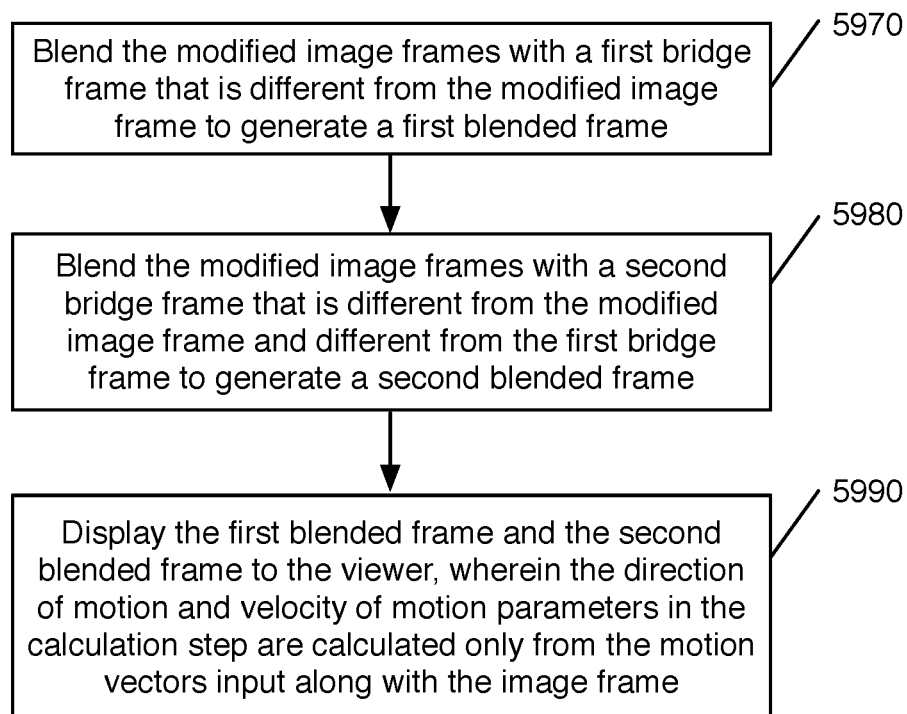 5970
Blend the modified image frames with a first bridge
frame that is different from the modified image
frame to generate a first blended frame
5980
Blend the modified image frames with a second
bridge frame that is different from the modified
image frame and different from the first bridge
frame to generate a second blended frame
5990
Display the first blended frame and the second
blended frame to the viewer, wherein the direction
of motion and velocity of motion parameters in the
calculation step are calculated only from the motion
vectors input along with the image frame